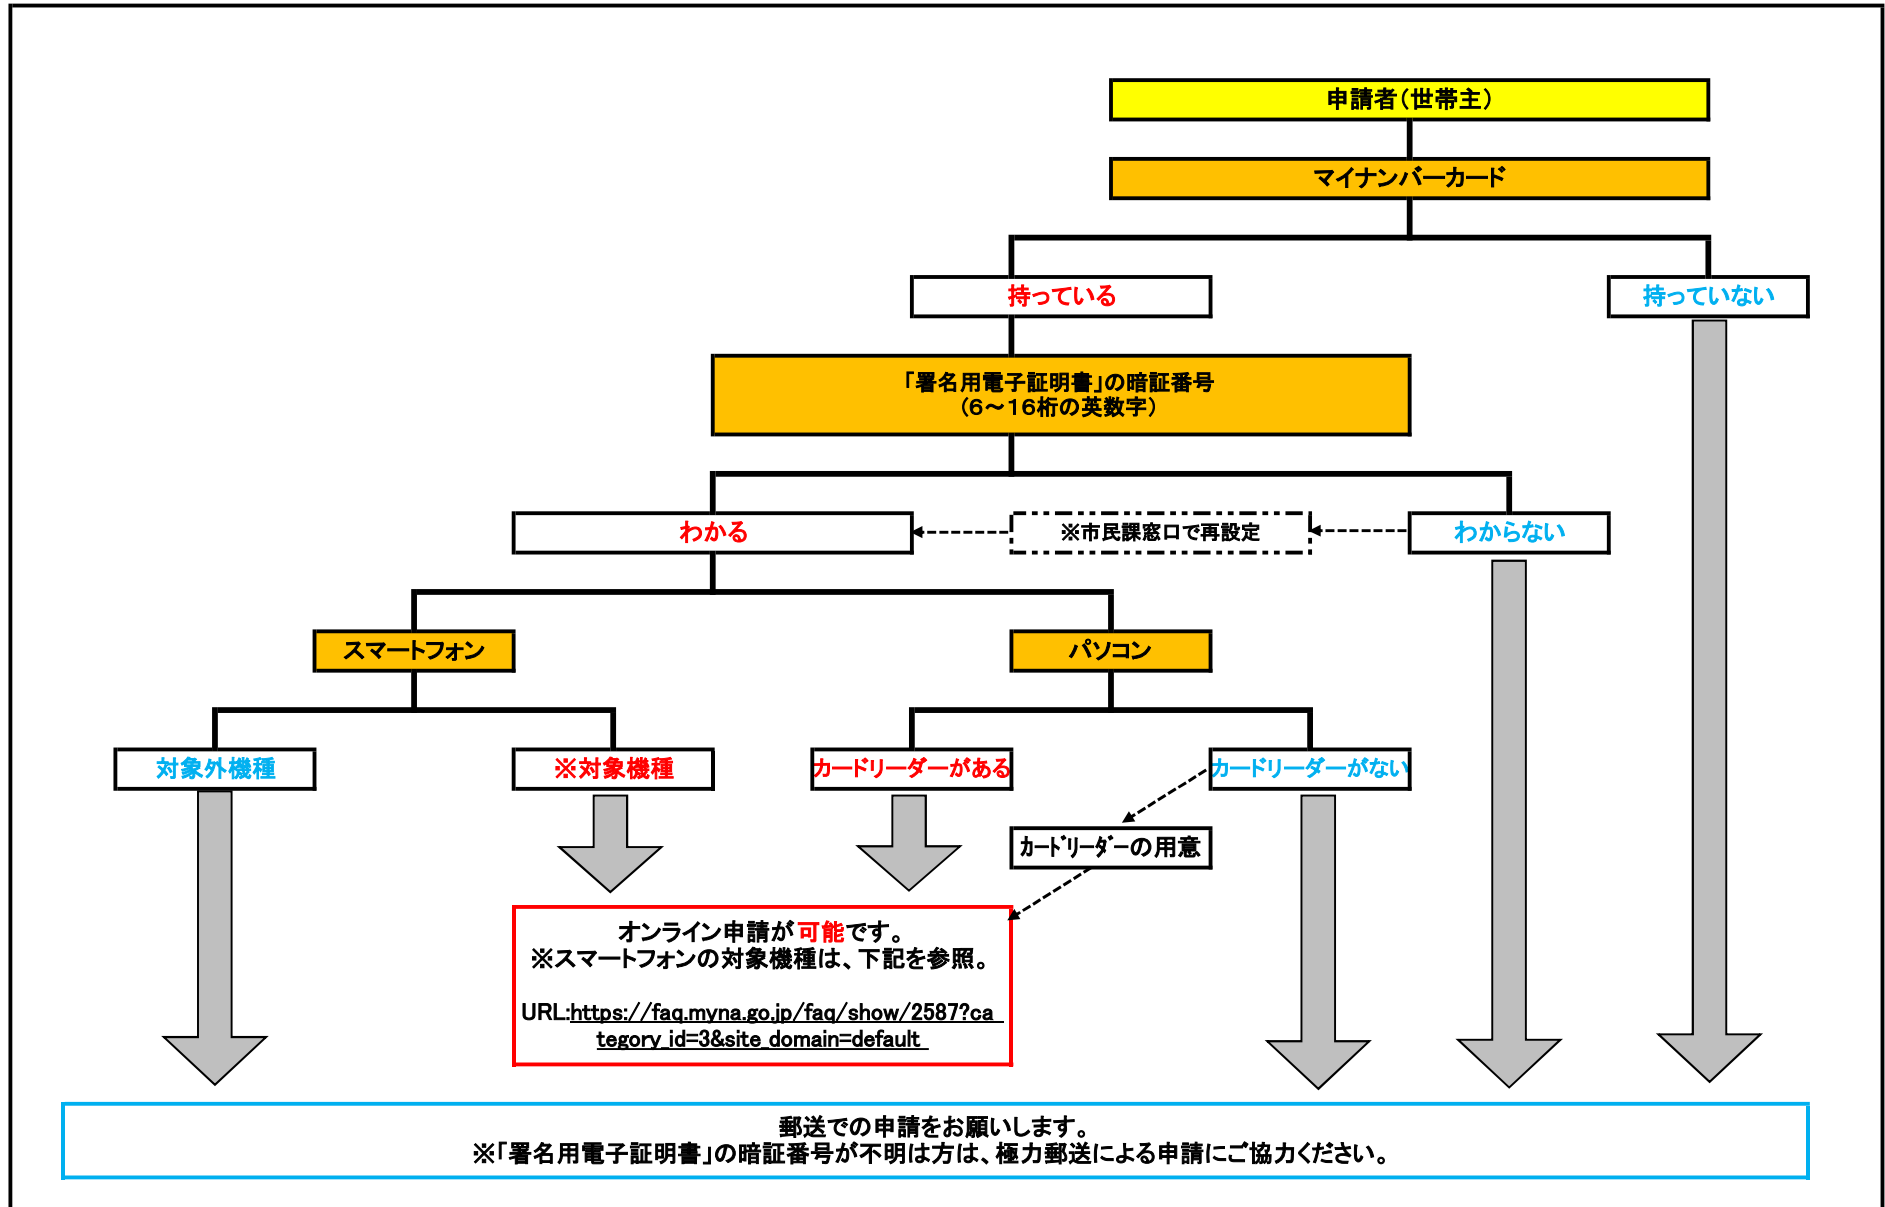 申請者(世帯主)
マイナンバーカード
持っている
持っていない
「署名用電子証明書」の暗証番号
(6～16桁の英数字)
わかる
※市民課窓口で再設定
わからない
スマートフォン
パソコン
対象外機種
※対象機種
カードリーダーがある
カードリーダーがない
ｶｰﾄﾞﾘｰﾀﾞｰの用意
オンライン申請が可能です。
※スマートフォンの対象機種は、下記を参照。
URL:https://faq.myna.go.jp/faq/show/2587?ca
tegory_id=3&site_domain=default
郵送での申請をお願いします。
※「署名用電子証明書」の暗証番号が不明は方は、極力郵送による申請にご協力ください。